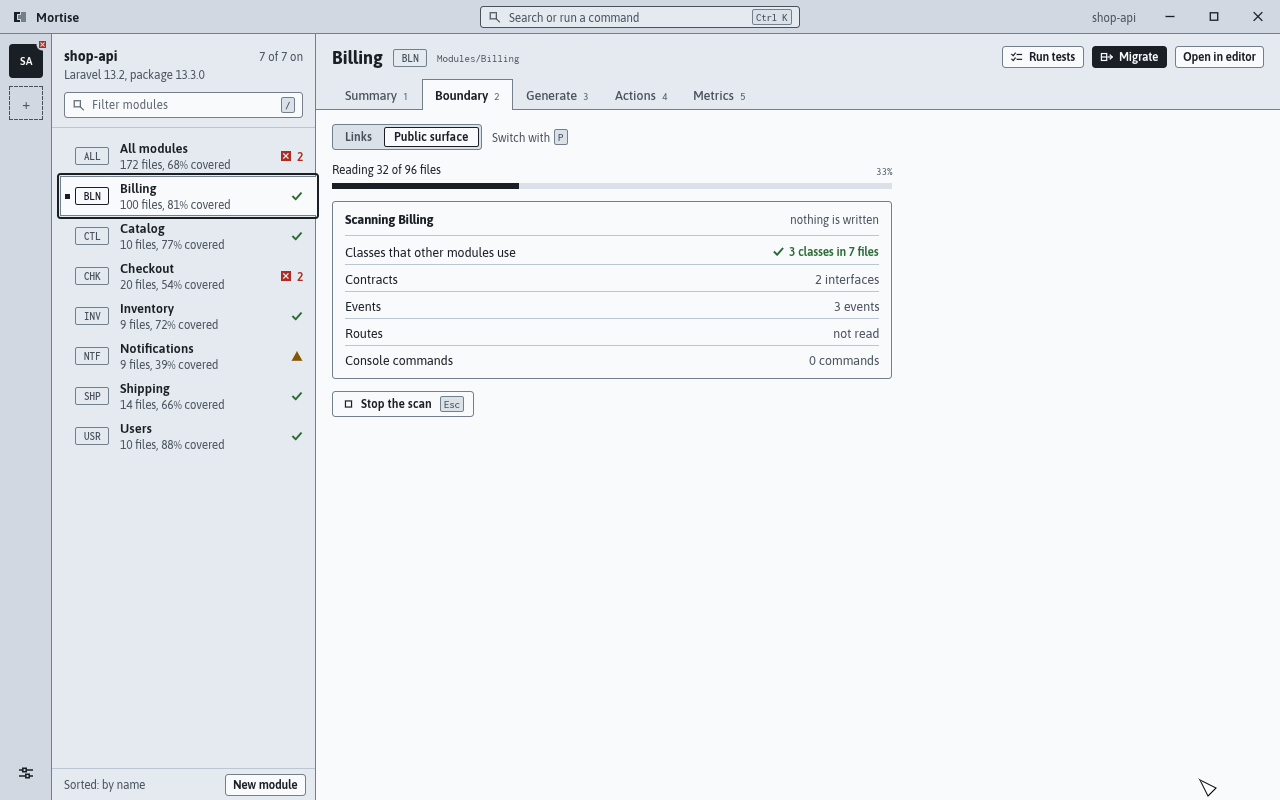 Mortise
Search or run a command Ctrl K
shop-api
SA
+
shop-api 7 of 7 on
Laravel 13.2, package 13.3.0
Filter modules /
ALL All modules 2
172 files, 68% covered
BLN Billing
100 files, 81% covered
CTL Catalog
10 files, 77% covered
CHK Checkout 2
20 files, 54% covered
INV Inventory
9 files, 72% covered
NTF Notifications
9 files, 39% covered
SHP Shipping
14 files, 66% covered
USR Users
10 files, 88% covered
Sorted: by name New module
Billing BLN Modules/Billing
Run tests Migrate Open in editor
Summary 1 Boundary 2 Generate 3 Actions 4 Metrics 5
Links Public surface Switch with P
Reading 32 of 96 files 33%
Scanning Billing nothing is written
Classes that other modules use 3 classes in 7 files
Contracts 2 interfaces
Events 3 events
Routes not read
Console commands 0 commands
Stop the scan Esc